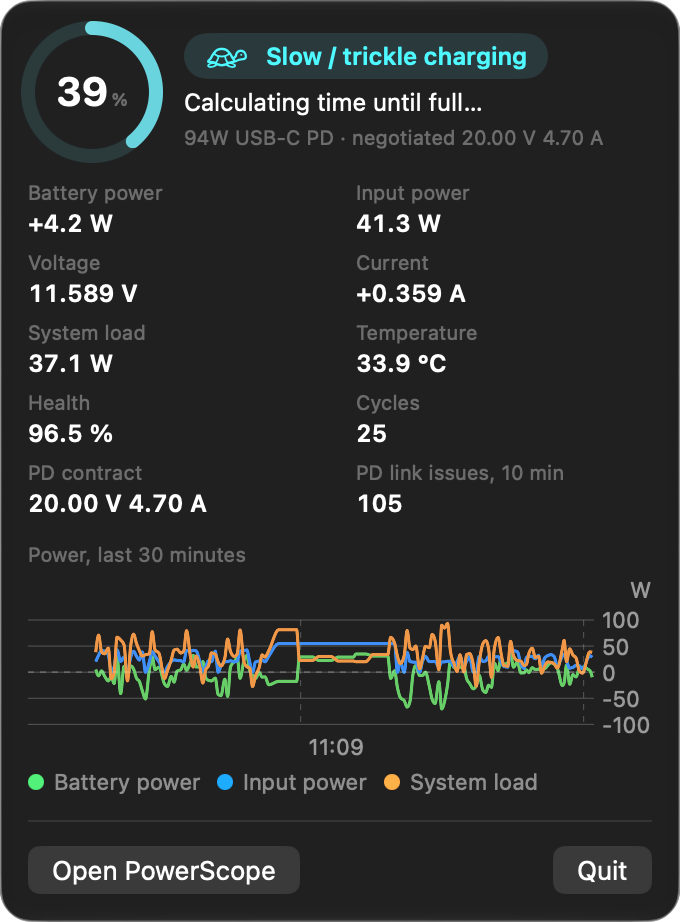 39 %
Slow / trickle charging
Calculating time until full...
94W USB-C PD · negotiated 20.00 V 4.70 A
Battery power
+4.2 W
Input power
41.3 W
Voltage
11.589 V
Current
+0.359 A
System load
37.1 W
Temperature
33.9 °C
Health
96.5 %
Cycles
25
PD contract
20.00 V 4.70 A
PD link issues, 10 min
105
Power, last 30 minutes
W
100
50
0
-50
-100
11:09
Battery power
Input power
System load
Open PowerScope
Quit